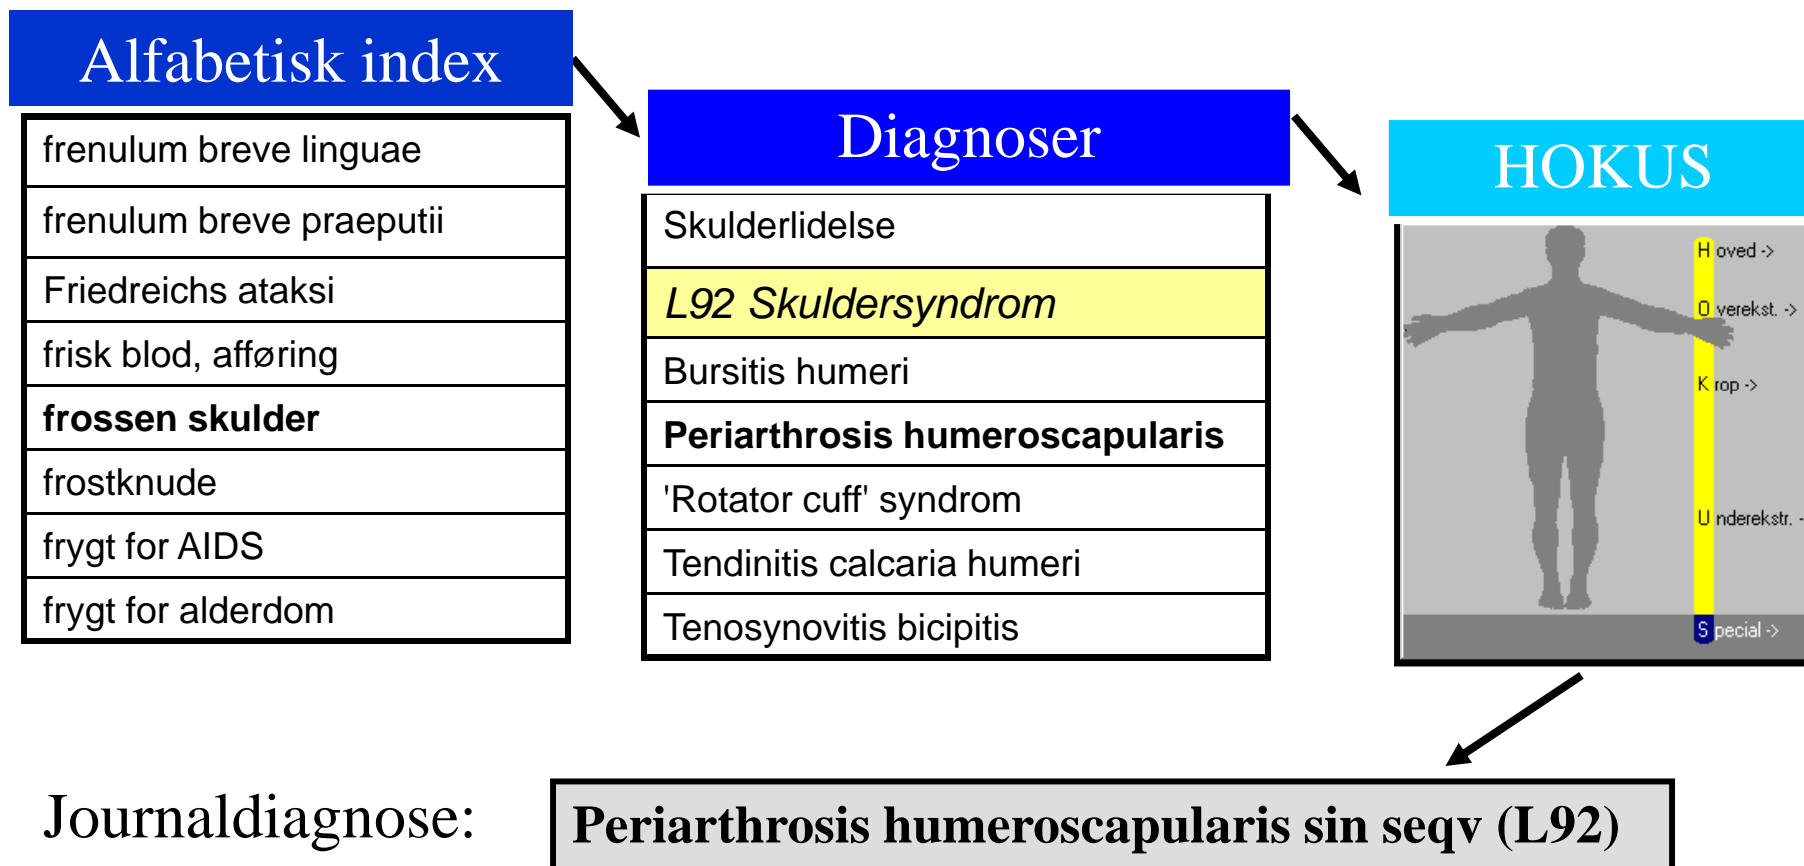 Alfabetisk index
frenulum breve linguae
frenulum breve praeputii
Friedreichs ataksi
frisk blod, afføring
frossen skulder
frostknude
frygt for AIDS
frygt for alderdom
Diagnoser
Skulderlidelse
L92 Skuldersyndrom
Bursitis humeri
Periarthrosis humeroscapularis
'Rotator cuff' syndrom
Tendinitis calcaria humeri
Tenosynovitis bicipitis
HOKUS
Hoved ->
Overekst. ->
Krop ->
Underekstr. -
Special ->
Journaldiagnose:
Periarthrosis humeroscapularis sin seqv (L92)